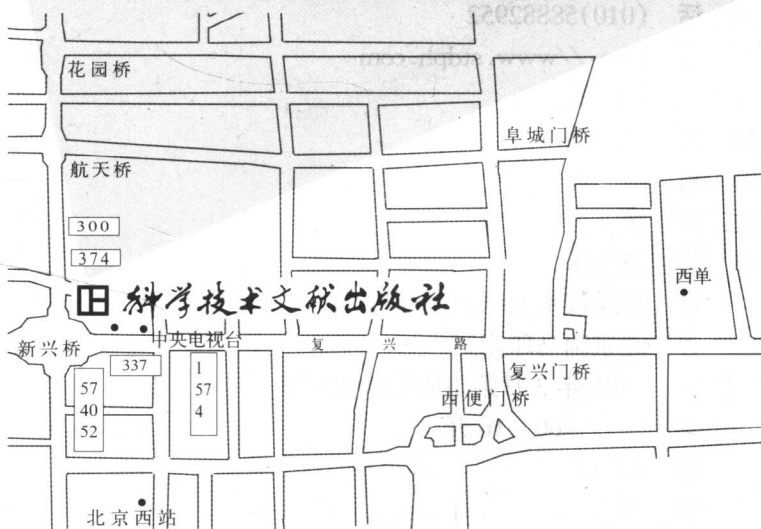 花园桥
阜城门桥
航天桥
300
374
西单
科学技术文献出版社
中央电视台
复兴路
新兴桥
337
1
57
4
57
40
52
复兴门桥
西便门桥
北京西站